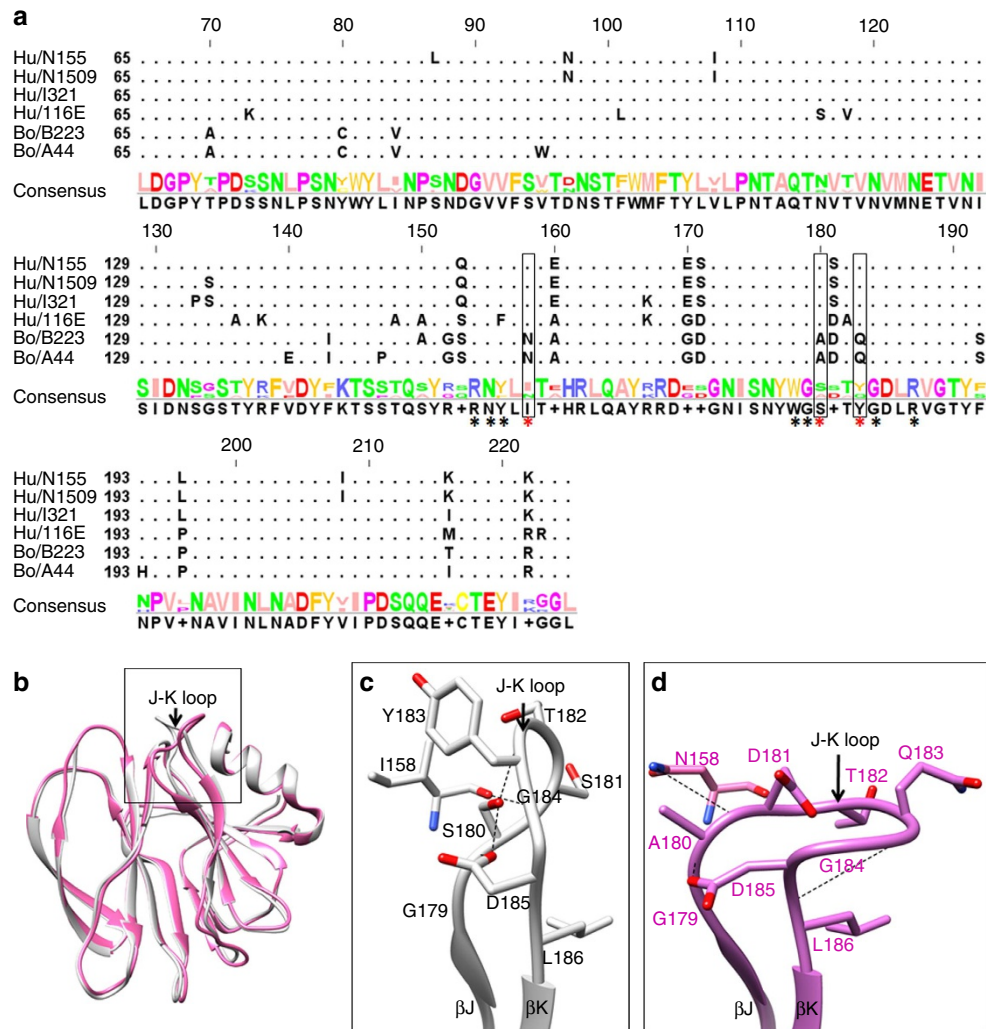 a
70 80 90 100 110 120
Hu/N155 65 ......................L.........N..........I....................
Hu/N1509 65 ................................N..........I....................
Hu/I321 65 ................................................................
Hu/116E 65 ........K...........................L..............S.V..........
Bo/B223 65 .....A.........C...V............................................
Bo/A44 65 .....A.........C...V..........W.................................
Consensus LDGPYTPDSSNLPSNYWYLINPSNDGVVFSVTDNSTFWMFTYLVLPNTAQTNVTVNVMNETVNI
LDGPYTPDSSNLPSNYWYLINPSNDGVVFSVTDNSTFWMFTYLVLPNTAQTNVTVNVMNETVNI
130 140 150 160 170 180 190
Hu/N155 129 ........................Q......E.........ES.........S...........
Hu/N1509 129 .....S..................Q......E.........ES.........S...........
Hu/I321 129 ....PS..................Q......E......K..ES.........S...........
Hu/116E 129 .......A.K.........A.A..S..F...A......K..GD.........DA..........
Bo/B223 129 ..............I......A.GS....N...........GD........AD.Q........S
Bo/A44 129 ...........E..I...P....GS....N...........GD........AD.Q........S
Consensus SIDNSGSTYRFVDYFKTSSTQSYRSRNYLITEHRLQAYRRDESGNISNYWGSSTYGDLRVGTYF
SIDNSGSTYRFVDYFKTSSTQSYR+RNYLIT+HRLQAYRRD++GNISNYWGS+TYGDLRVGTYF
* ** * *** ** *
200 210 220
Hu/N155 193 ...L...........I.......K.....K...
Hu/N1509 193 ...L...........I.......K.....K...
Hu/I321 193 ...L...................I.....K...
Hu/116E 193 ...P...................M.....RR..
Bo/B223 193 ...P...................T.....R...
Bo/A44 193 H..P...................I.....R...
Consensus NPVLNAVINLNADFYVIPDSQQE CTEYI GGL
NPV+NAVINLNADFYVIPDSQQE+CTEYI+GGL
b
J-K loop
c
J-K loop
Y183
T182
I158
S181
G184
S180
G179
D185
L186
βJ
βK
d
J-K loop
N158
D181
Q183
T182
A180
G184
D185
G179
L186
βJ
βK